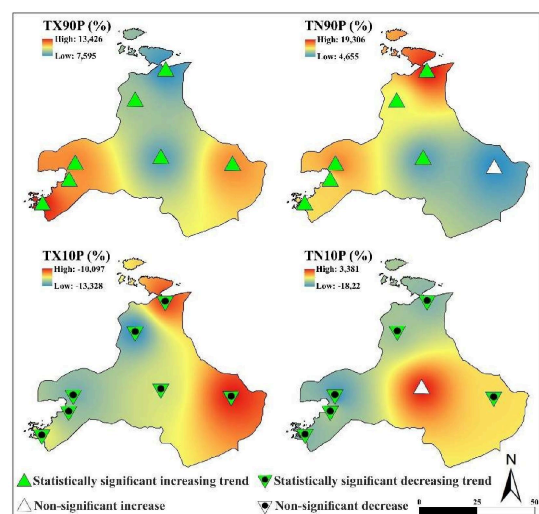 TX90P (%)
High: 13,426
Low: 7,595
TN90P (%)
High: 19,306
Low: 4,655
TX10P (%)
High: -10,097
Low: -13,328
TN10P (%)
High: 3,381
Low: -18,22
Statistically significant increasing trend
Statistically significant decreasing trend
Non-significant increase
Non-significant decrease
N
0 25 50